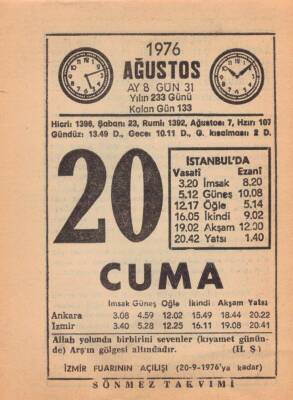 1976
AĞUSTOS
AY 8 GÜN 31
Yılın 233 Günü
Kalan Gün 133
Hicri: 1396, Şaban: 23, Rumi: 1392, Ağustos: 7, Hızır: 107
Gündüz: 13.49 D., Gece: 10.11 D., G. kısalması 2 D.
20
İSTANBUL'DA
Vasati Ezani
3.20 İmsak 8.20
5.12 Güneş 10.08
12.17 Öğle 5.14
16.05 İkindi 9.02
19.02 Akşam 12.00
20.42 Yatsı 1.40
CUMA
İmsak Güneş Öğle İkindi Akşam Yatsı
Ankara 3.08 4.59 12.02 15.49 18.44 20.22
İzmir 3.40 5.28 12.25 16.11 19.08 20.41
Allah yolunda birbirini sevenler (kıyamet günün-
de) Arşın gölgesi altındadır. (H. Ş.)
İZMİR FUARININ AÇILIŞI (20-9-1976'ya kadar)
SÖNMEZ TAKVİMİ